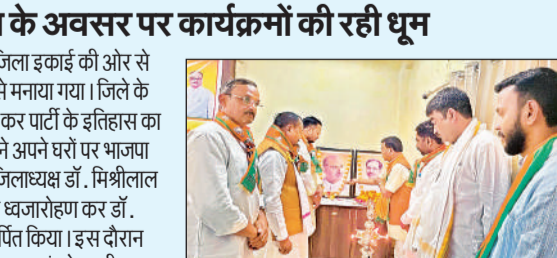 के अवसर पर कार्यक्रमों की रही धूम
जिला इकाई की ओर से
मनाया गया। जिले के
कर पार्टी के इतिहास का
ने अपने घरों पर भाजपा
जिलाध्यक्ष डॉ. मिश्रीलाल
ध्वजारोहण कर डॉ.
र्पित किया। इस दौरान